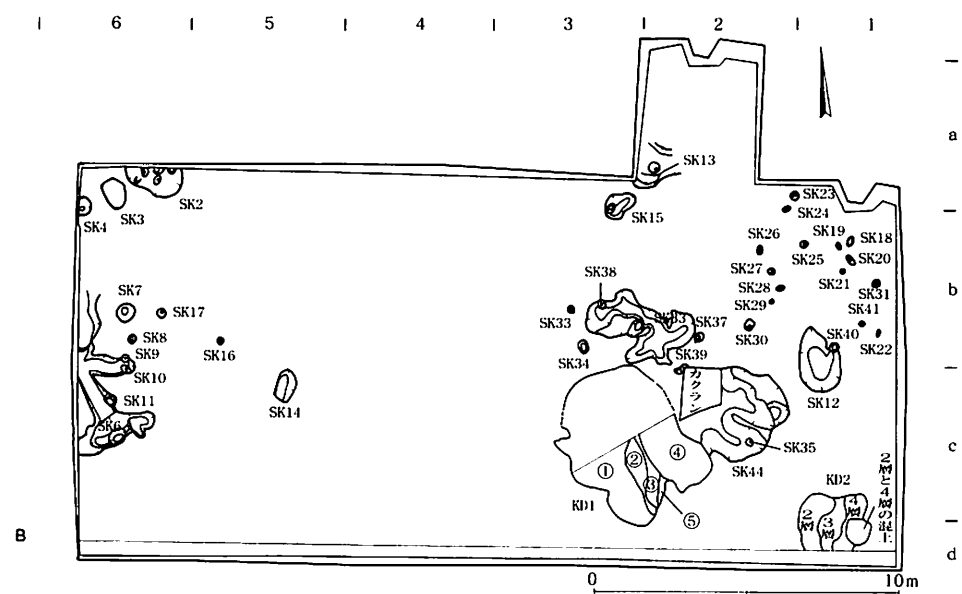 6 5 4 3 2 1
a
SK13
SK23
SK24
SK2
SK3
SK4
SK15
SK26
SK19
SK18
SK25
SK20
SK27
SK21
SK38
SK28
SK31
b
SK7
SK17
SK29
SK41
SK33
SK37
SK8
SK30
SK40
SK22
SK9
SK16
SK34
SK39
SK10
カクラン
SK12
SK11
SK14
SK6
② ④
SK35
c
①
SK44
③
KD1
KD2
2層と4層の混土
⑤
2層
3層
4層
B
d
0 10m